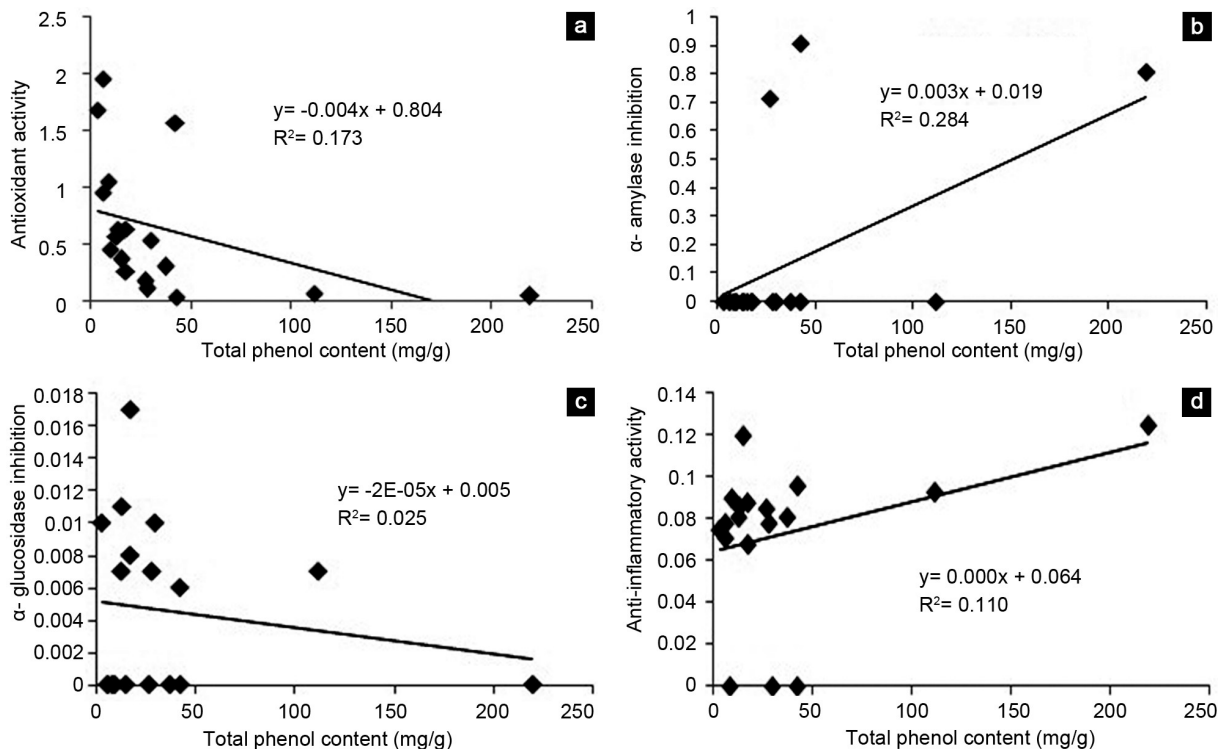 a
2.5
2
1.5
1
0.5
0
Antioxidant activity
y= -0.004x + 0.804
R²= 0.173
0 50 100 150 200 250
Total phenol content (mg/g)
b
1
0.9
0.8
0.7
0.6
0.5
0.4
0.3
0.2
0.1
0
α- amylase inhibition
y= 0.003x + 0.019
R²= 0.284
0 50 100 150 200 250
Total phenol content (mg/g)
c
0.018
0.016
0.014
0.012
0.01
0.008
0.006
0.004
0.002
0
α- glucosidase inhibition
y= -2E-05x + 0.005
R²= 0.025
0 50 100 150 200 250
Total phenol content (mg/g)
d
0.14
0.12
0.1
0.08
0.06
0.04
0.02
0
Anti-inflammatory activity
y= 0.000x + 0.064
R²= 0.110
0 50 100 150 200 250
Total phenol content (mg/g)